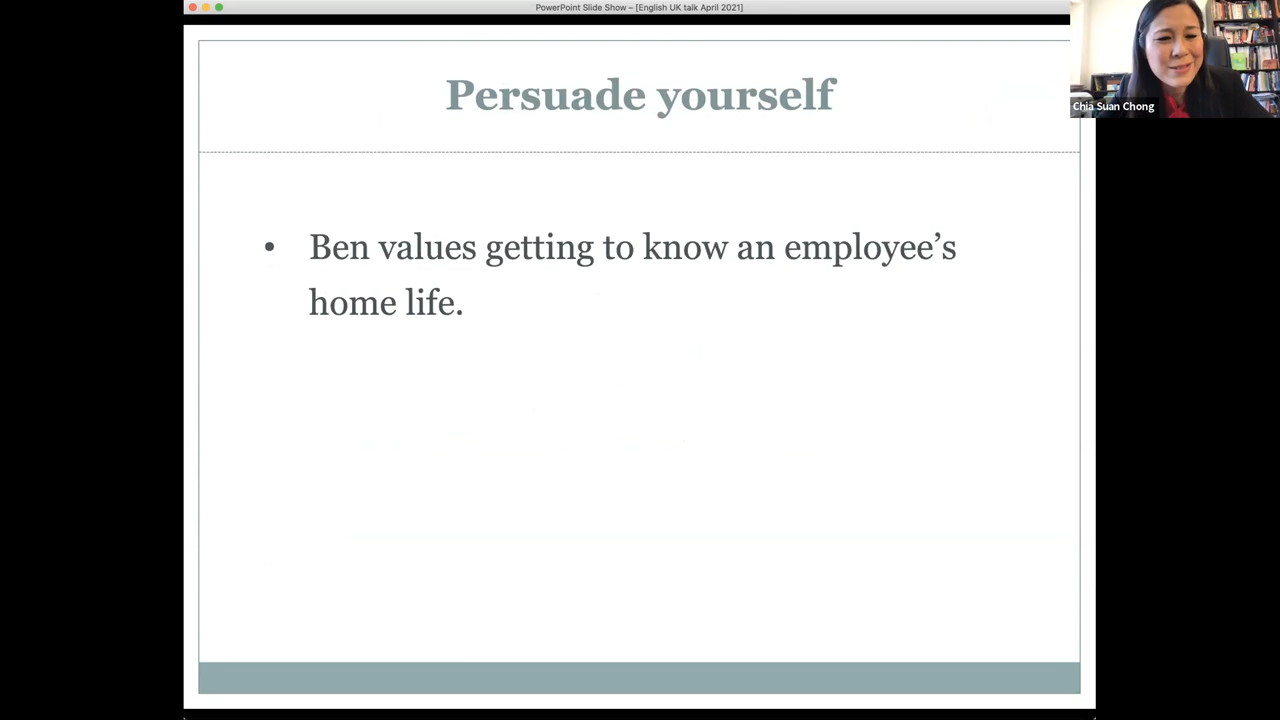 PowerPoint Slide Show – [English UK talk April 2021]
Persuade yourself
Chia Suan Chong
• Ben values getting to know an employee’s
home life.